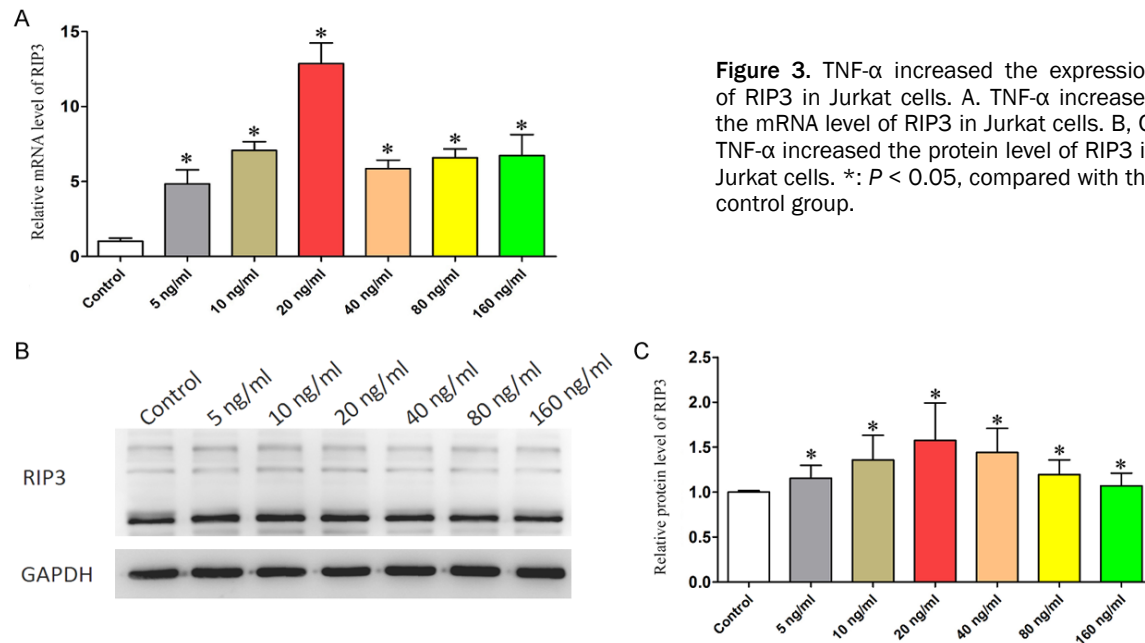 A
Relative mRNA level of RIP3
15
10
5
0
*
*
*
*
*
*
Control
5 ng/ml
10 ng/ml
20 ng/ml
40 ng/ml
80 ng/ml
160 ng/ml
Figure 3. TNF-α increased the expressio
of RIP3 in Jurkat cells. A. TNF-α increase
the mRNA level of RIP3 in Jurkat cells. B, C
TNF-α increased the protein level of RIP3 i
Jurkat cells. *: P < 0.05, compared with th
control group.
B
Control
5 ng/ml
10 ng/ml
20 ng/ml
40 ng/ml
80 ng/ml
160 ng/ml
RIP3
GAPDH
C
Relative protein level of RIP3
2.5
2.0
1.5
1.0
0.5
0.0
*
*
*
*
*
*
Control
5 ng/ml
10 ng/ml
20 ng/ml
40 ng/ml
80 ng/ml
160 ng/ml